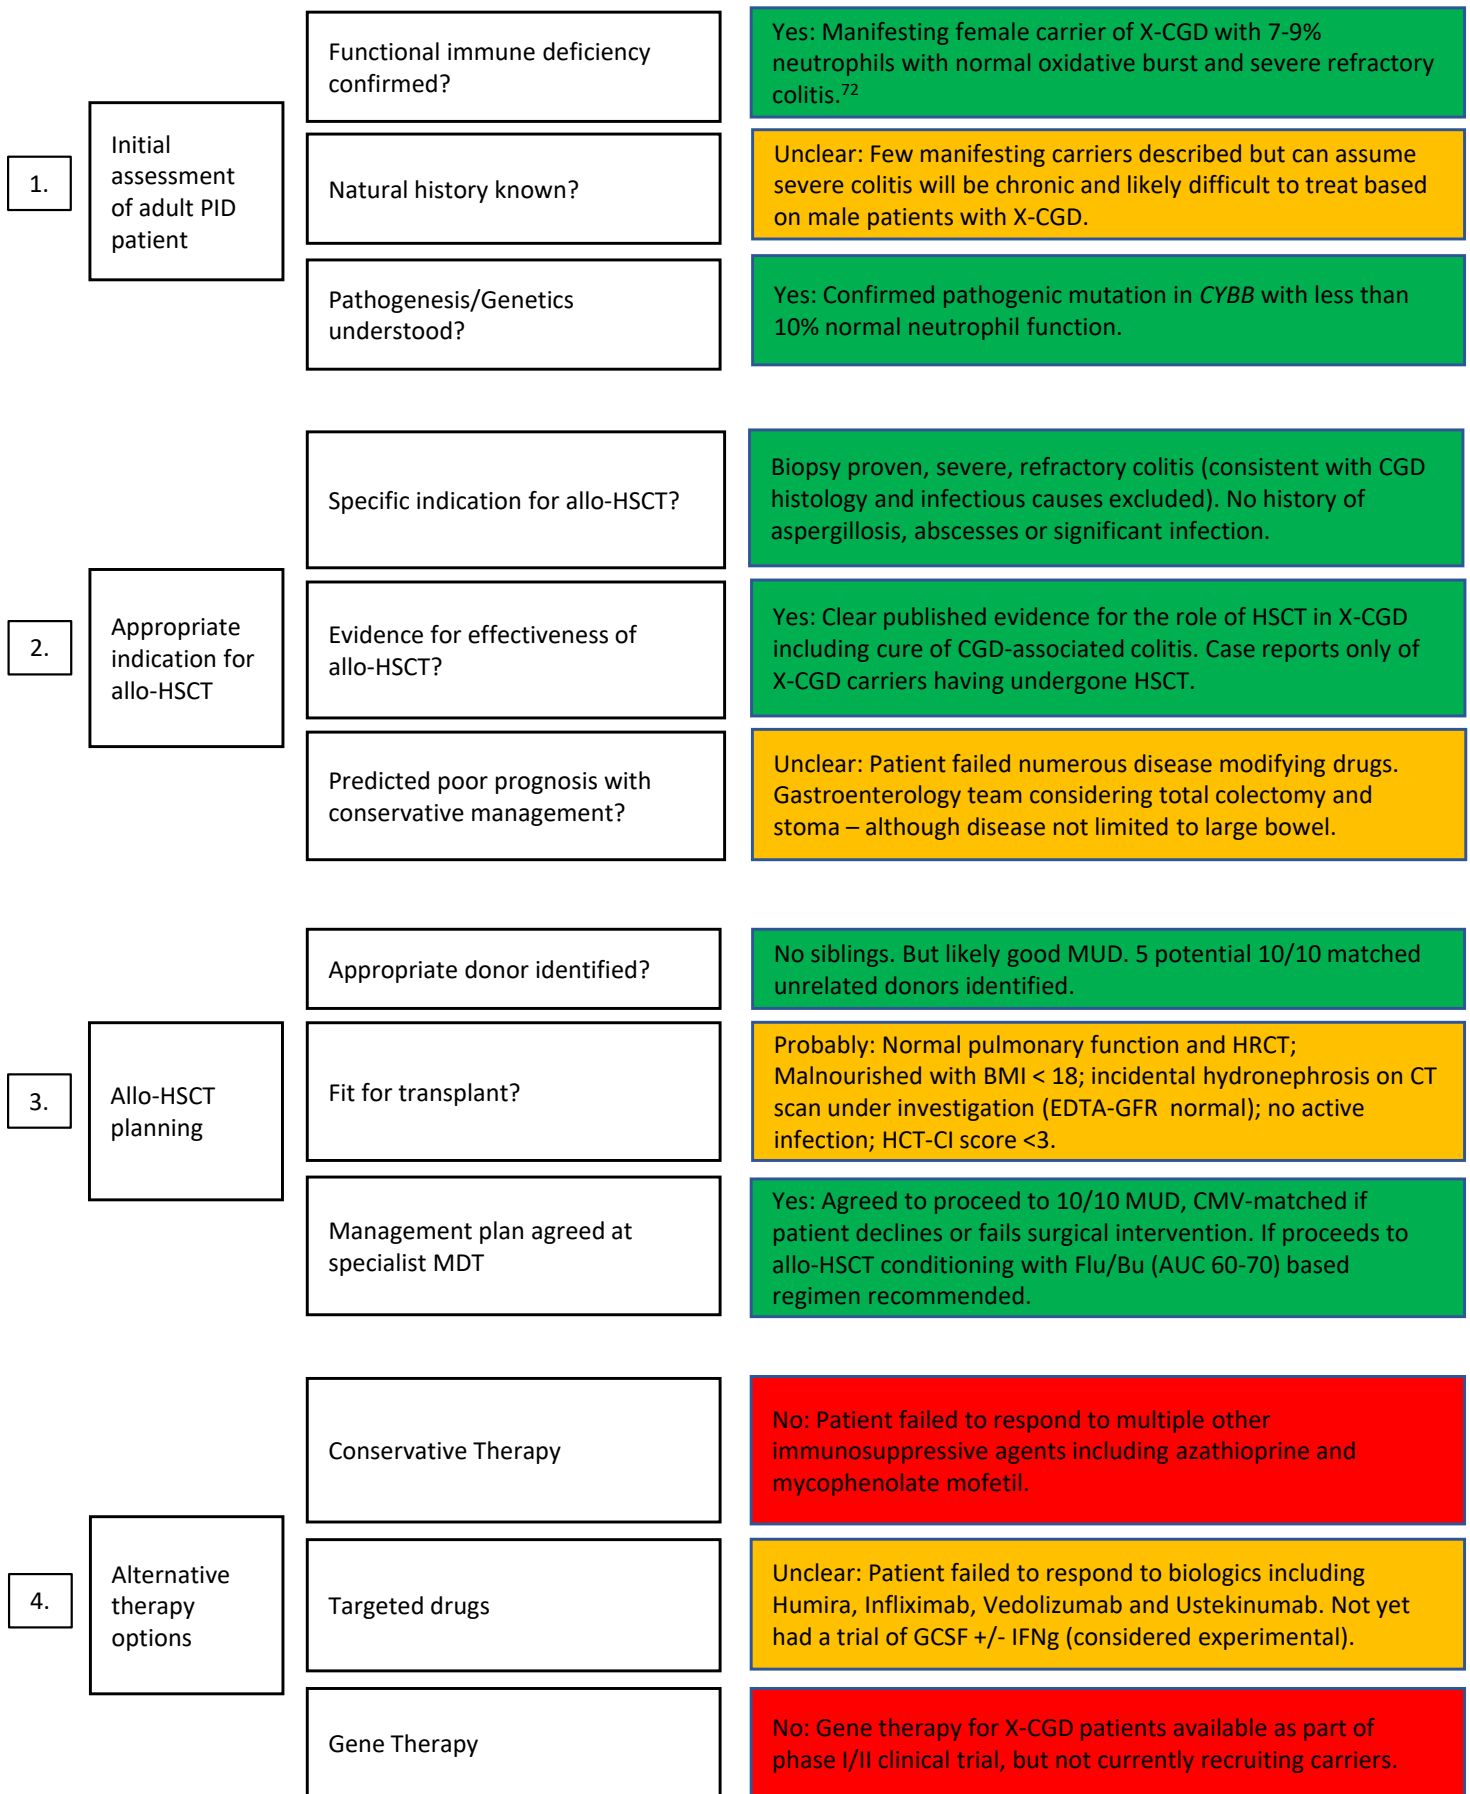 1.
Initial
assessment
of adult PID
patient
Functional immune deficiency
confirmed?
Yes: Manifesting female carrier of X-CGD with 7-9%
neutrophils with normal oxidative burst and severe refractory
colitis.72
Natural history known?
Unclear: Few manifesting carriers described but can assume
severe colitis will be chronic and likely difficult to treat based
on male patients with X-CGD.
Pathogenesis/Genetics
understood?
Yes: Confirmed pathogenic mutation in CYBB with less than
10% normal neutrophil function.
2.
Appropriate
indication for
allo-HSCT
Specific indication for allo-HSCT?
Biopsy proven, severe, refractory colitis (consistent with CGD
histology and infectious causes excluded). No history of
aspergillosis, abscesses or significant infection.
Evidence for effectiveness of
allo-HSCT?
Yes: Clear published evidence for the role of HSCT in X-CGD
including cure of CGD-associated colitis. Case reports only of
X-CGD carriers having undergone HSCT.
Predicted poor prognosis with
conservative management?
Unclear: Patient failed numerous disease modifying drugs.
Gastroenterology team considering total colectomy and
stoma – although disease not limited to large bowel.
3.
Allo-HSCT
planning
Appropriate donor identified?
No siblings. But likely good MUD. 5 potential 10/10 matched
unrelated donors identified.
Fit for transplant?
Probably: Normal pulmonary function and HRCT;
Malnourished with BMI < 18; incidental hydronephrosis on CT
scan under investigation (EDTA-GFR  normal); no active
infection; HCT-CI score <3.
Management plan agreed at
specialist MDT
Yes: Agreed to proceed to 10/10 MUD, CMV-matched if
patient declines or fails surgical intervention. If proceeds to
allo-HSCT conditioning with Flu/Bu (AUC 60-70) based
regimen recommended.
4.
Alternative
therapy
options
Conservative Therapy
No: Patient failed to respond to multiple other
immunosuppressive agents including azathioprine and
mycophenolate mofetil.
Targeted drugs
Unclear: Patient failed to respond to biologics including
Humira, Infliximab, Vedolizumab and Ustekinumab. Not yet
had a trial of GCSF +/- IFNg (considered experimental).
Gene Therapy
No: Gene therapy for X-CGD patients available as part of
phase I/II clinical trial, but not currently recruiting carriers.